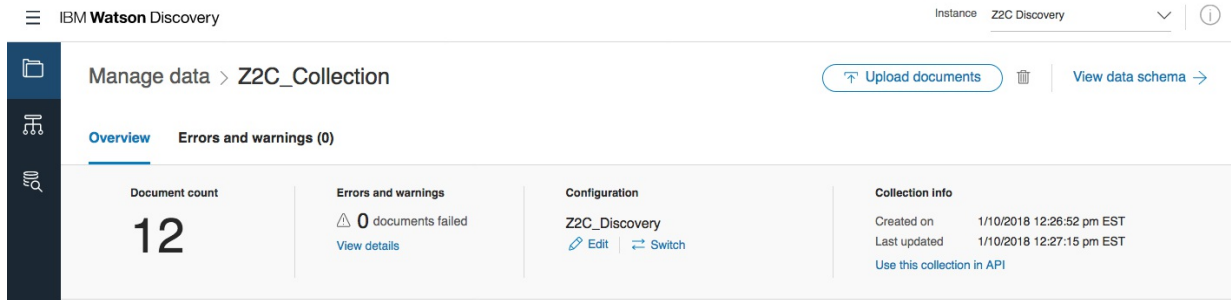 IBM Watson Discovery
Instance Z2C Discovery
Manage data > Z2C_Collection
Upload documents
View data schema →
Overview Errors and warnings (0)
Document count
12
Errors and warnings
0 documents failed
View details
Configuration
Z2C_Discovery
Edit Switch
Collection info
Created on 1/10/2018 12:26:52 pm EST
Last updated 1/10/2018 12:27:15 pm EST
Use this collection in API